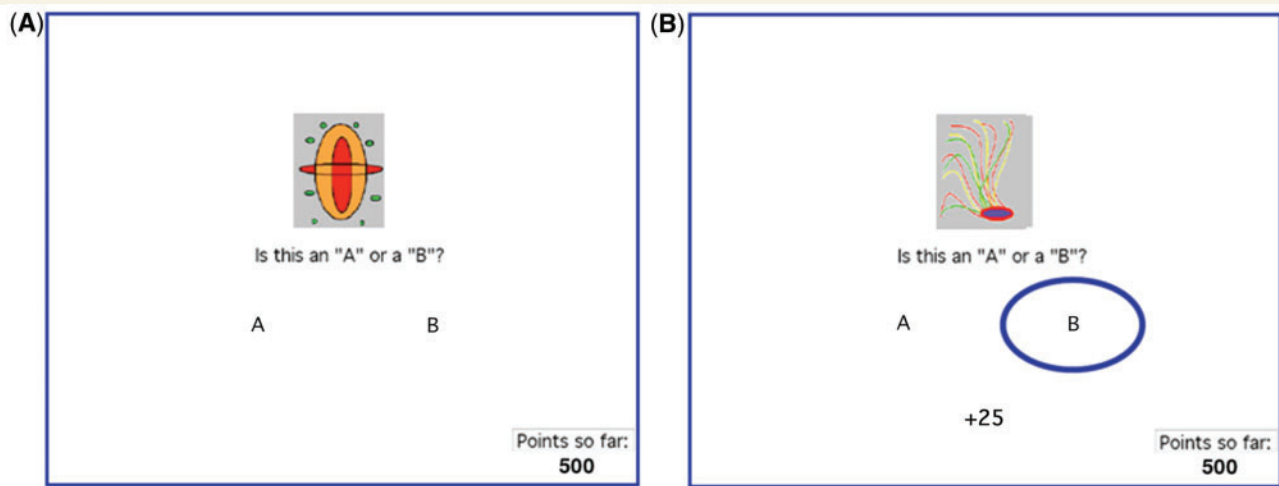 (A)
Is this an "A" or a "B"?
A B
Points so far:
500
(B)
Is this an "A" or a "B"?
A B
+25
Points so far:
500